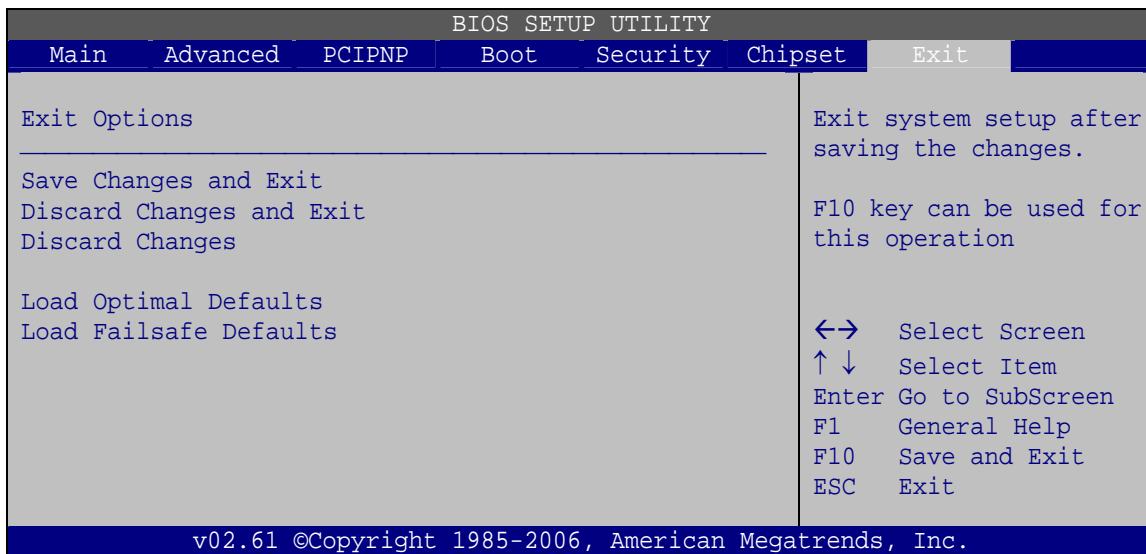 BIOS SETUP UTILITY
Main Advanced PCIPNP Boot Security Chipset Exit
Exit Options
Save Changes and Exit
Discard Changes and Exit
Discard Changes
Load Optimal Defaults
Load Failsafe Defaults
Exit system setup after
saving the changes.
F10 key can be used for
this operation
←→ Select Screen
↑ ↓ Select Item
Enter Go to SubScreen
F1 General Help
F10 Save and Exit
ESC Exit
v02.61 ©Copyright 1985-2006, American Megatrends, Inc.